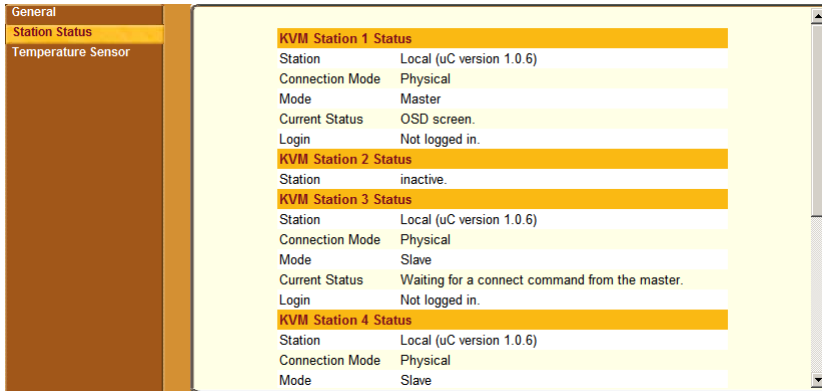 General
Station Status
Temperature Sensor
KVM Station 1 Status
Station Local (uC version 1.0.6)
Connection Mode Physical
Mode Master
Current Status OSD screen.
Login Not logged in.
KVM Station 2 Status
Station inactive.
KVM Station 3 Status
Station Local (uC version 1.0.6)
Connection Mode Physical
Mode Slave
Current Status Waiting for a connect command from the master.
Login Not logged in.
KVM Station 4 Status
Station Local (uC version 1.0.6)
Connection Mode Physical
Mode Slave